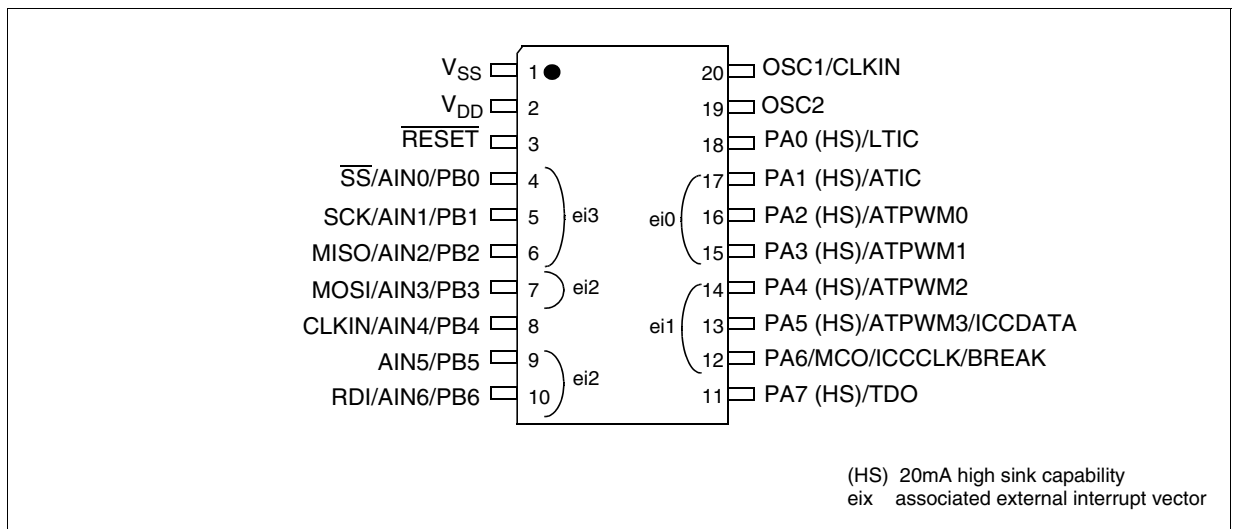 V_SS 1 20 OSC1/CLKIN
V_DD 2 19 OSC2
RESET 3 18 PA0 (HS)/LTIC
SS/AIN0/PB0 4 17 PA1 (HS)/ATIC
SCK/AIN1/PB1 5 ei3 ei0 16 PA2 (HS)/ATPWM0
MISO/AIN2/PB2 6 15 PA3 (HS)/ATPWM1
MOSI/AIN3/PB3 7 ei2 14 PA4 (HS)/ATPWM2
CLKIN/AIN4/PB4 8 ei1 13 PA5 (HS)/ATPWM3/ICCDATA
AIN5/PB5 9 12 PA6/MCO/ICCCLK/BREAK
RDI/AIN6/PB6 10 ei2 11 PA7 (HS)/TDO
(HS) 20mA high sink capability
eix associated external interrupt vector